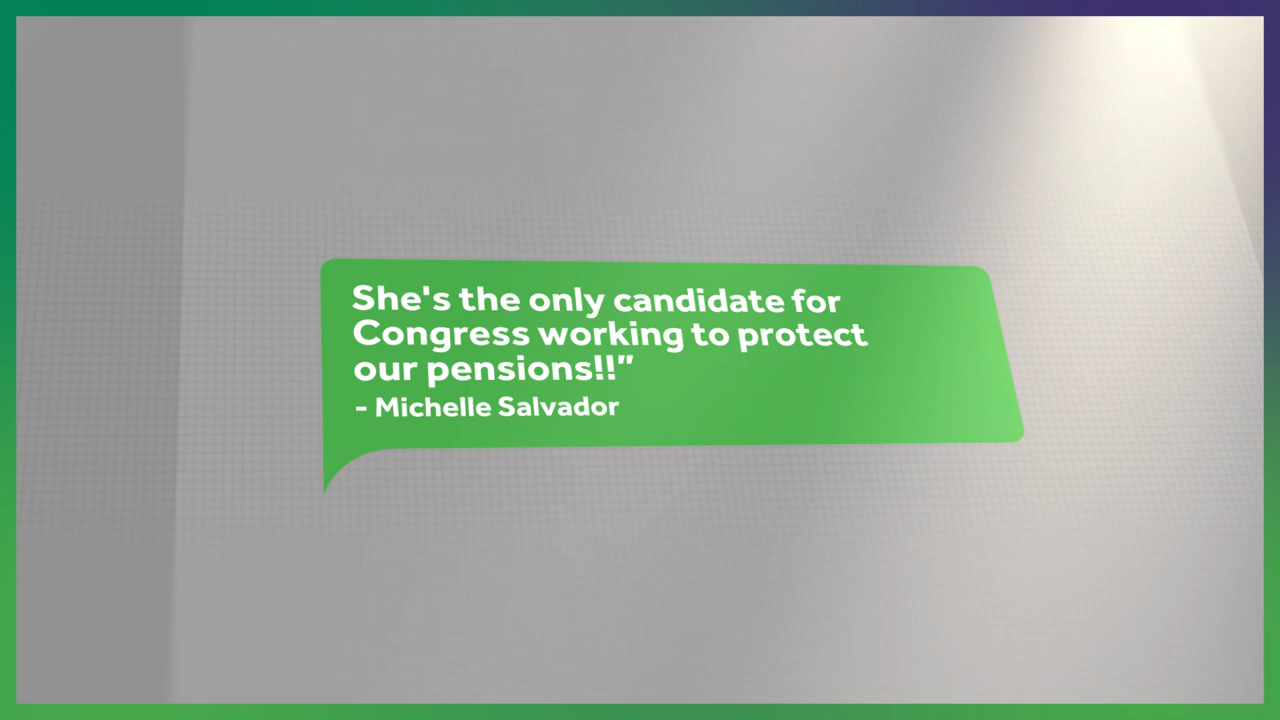 She's the only candidate for
Congress working to protect
our pensions!!”
- Michelle Salvador